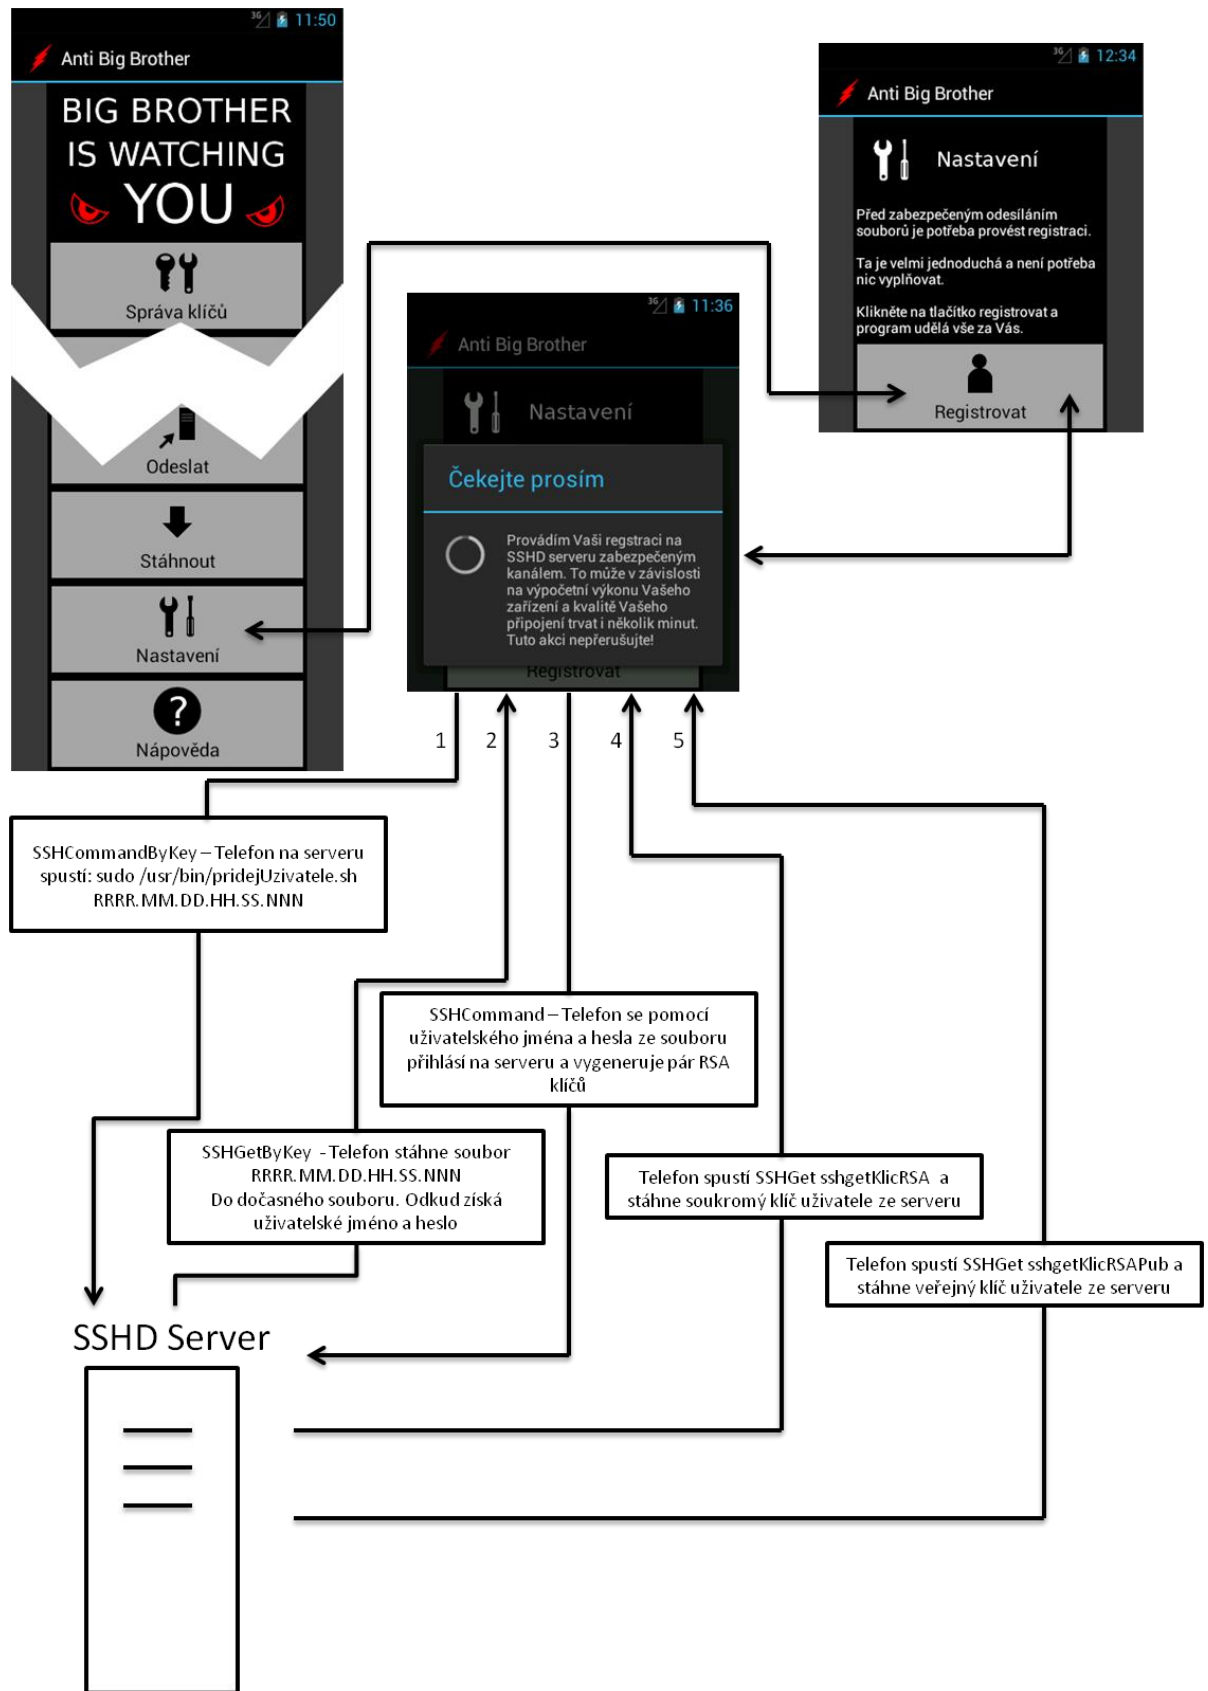 3G 11:50
Anti Big Brother
BIG BROTHER
IS WATCHING
YOU
Správa klíčů
Odeslat
Stáhnout
Nastavení
?
Nápověda
3G 12:34
Anti Big Brother
Nastavení
Před zabezpečeným odesíláním
souborů je potřeba provést registraci.
Ta je velmi jednoduchá a není potřeba
nic vyplňovat.
Klikněte na tlačítko registrovat a
program udělá vše za Vás.
Registrovat
3G 11:36
Anti Big Brother
Nastavení
Čekejte prosím
Provádím Vaši regstraci na
SSHD serveru zabezpečeným
kanálem. To může v závislosti
na výpočetní výkonu Vašeho
zařízení a kvalitě Vašeho
připojení trvat i několik minut.
Tuto akci nepřerušujte!
Registrovat
1 2 3 4 5
SSHCommandByKey – Telefon na serveru
spustí: sudo /usr/bin/pridejUzivatele.sh
RRRR.MM.DD.HH.SS.NNN
SSHCommand – Telefon se pomocí
uživatelského jména a hesla ze souboru
přihlásí na serveru a vygeneruje pár RSA
klíčů
SSHGetByKey - Telefon stáhne soubor
RRRR.MM.DD.HH.SS.NNN
Do dočasného souboru. Odkud získá
uživatelské jméno a heslo
Telefon spustí SSHGet sshgetKlicRSA a
stáhne soukromý klíč uživatele ze serveru
Telefon spustí SSHGet sshgetKlicRSAPub a
stáhne veřejný klíč uživatele ze serveru
SSHD Server